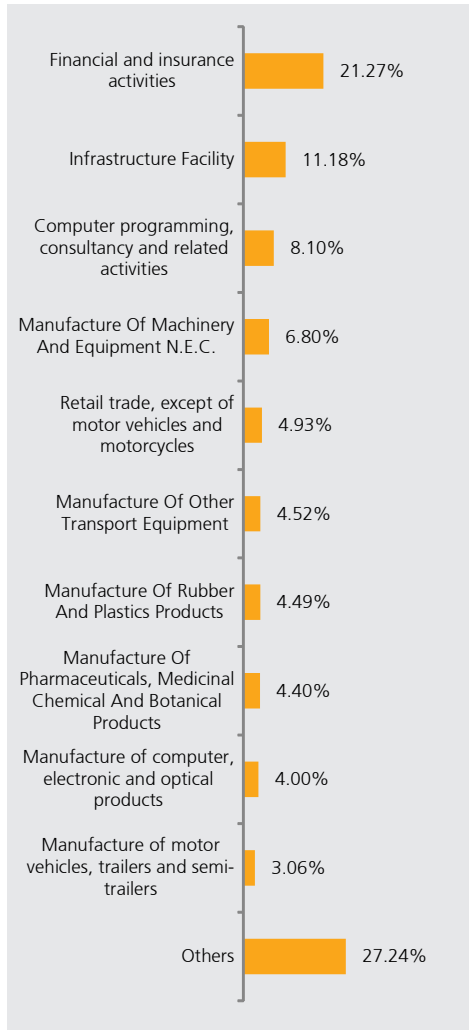 Financial and insurance
activities
21.27%
Infrastructure Facility
11.18%
Computer programming,
consultancy and related
activities
8.10%
Manufacture Of Machinery
And Equipment N.E.C.
6.80%
Retail trade, except of
motor vehicles and
motorcycles
4.93%
Manufacture Of Other
Transport Equipment
4.52%
Manufacture Of Rubber
And Plastics Products
4.49%
Manufacture Of
Pharmaceuticals, Medicinal
Chemical And Botanical
Products
4.40%
Manufacture of computer,
electronic and optical
products
4.00%
Manufacture of motor
vehicles, trailers and semi-
trailers
3.06%
Others
27.24%